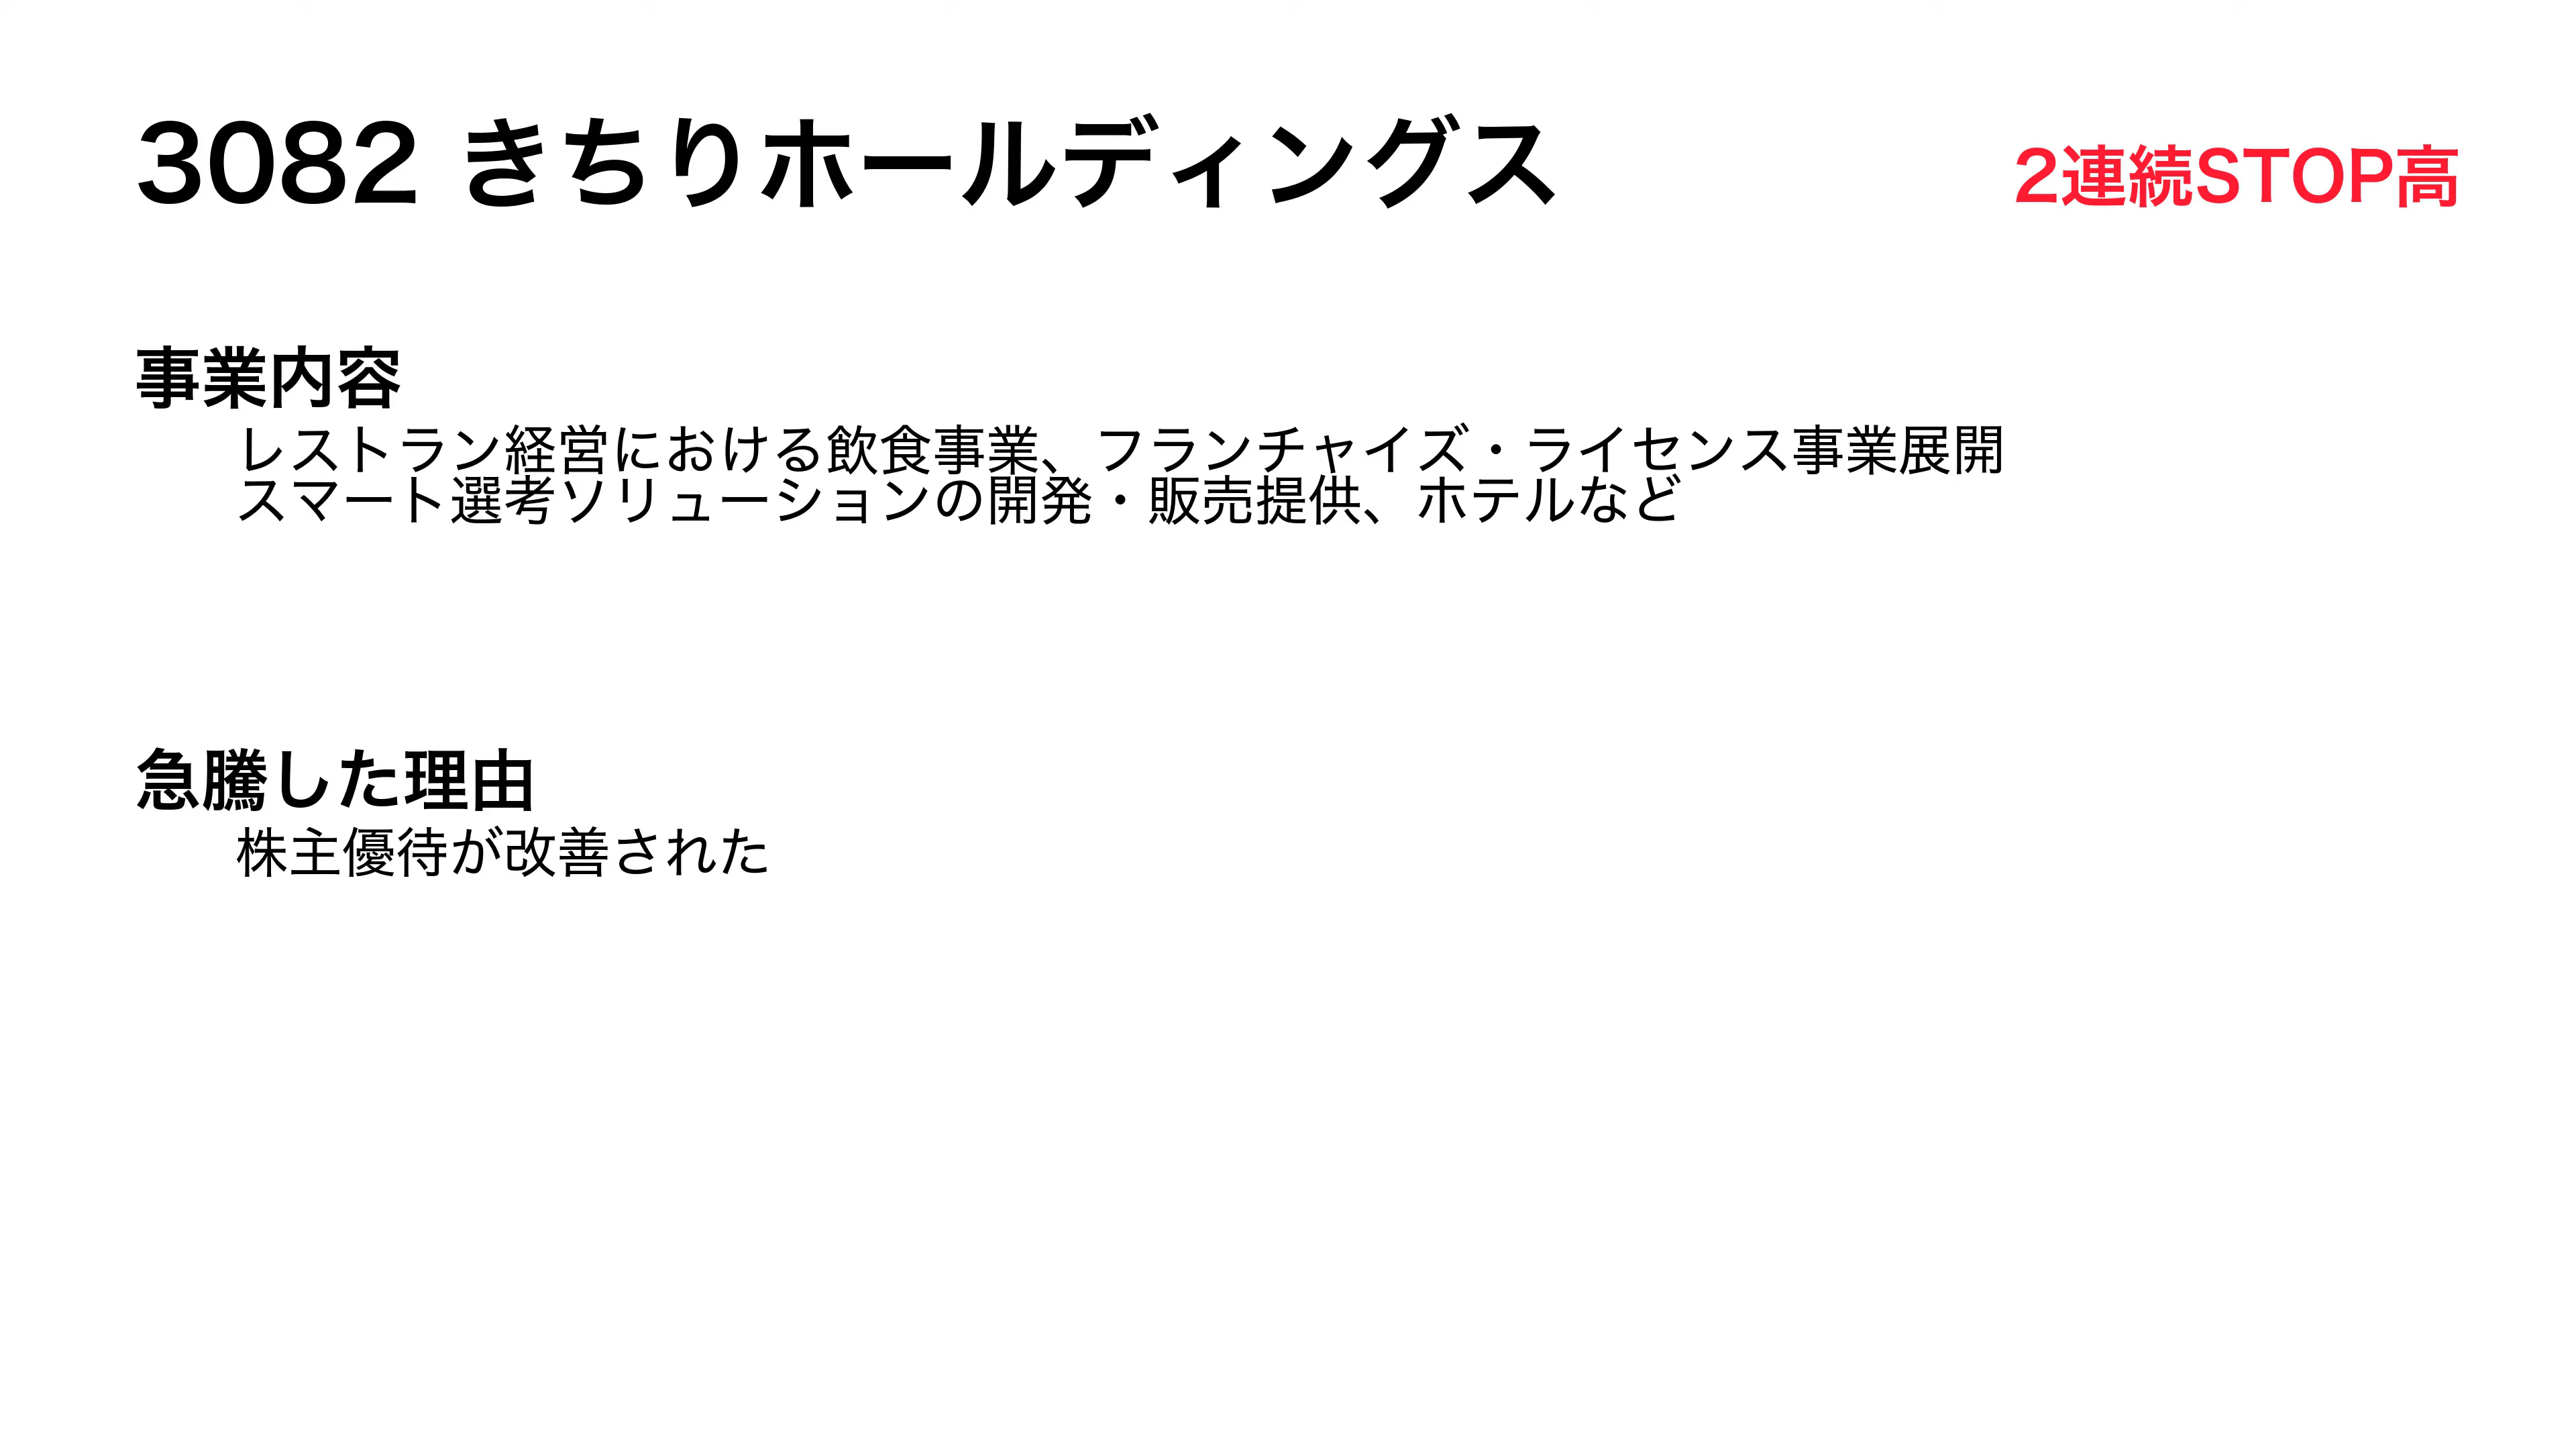 3082 きちりホールディングス
2連続STOP高
事業内容
レストラン経営における飲食事業、フランチャイズ・ライセンス事業展開
スマート選考ソリューションの開発・販売提供、ホテルなど
急騰した理由
株主優待が改善された